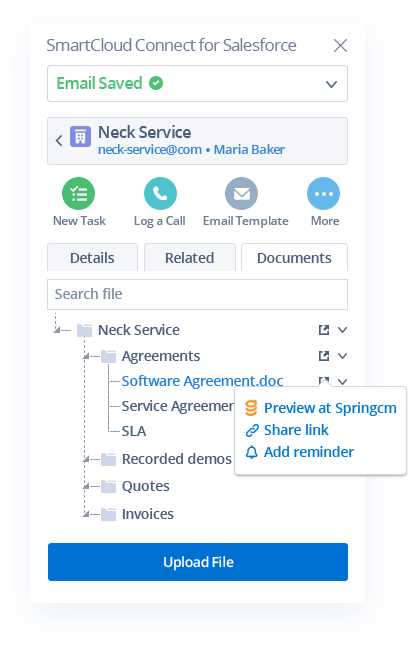 SmartCloud Connect for Salesforce
Email Saved
Neck Service
neck-service@com • Maria Baker
New Task
Log a Call
Email Template
More
Details
Related
Documents
Search file
Neck Service
Agreements
Software Agreement.doc
Service Agreemen
SLA
Preview at Springcm
Share link
Add reminder
Recorded demos
Quotes
Invoices
Upload File